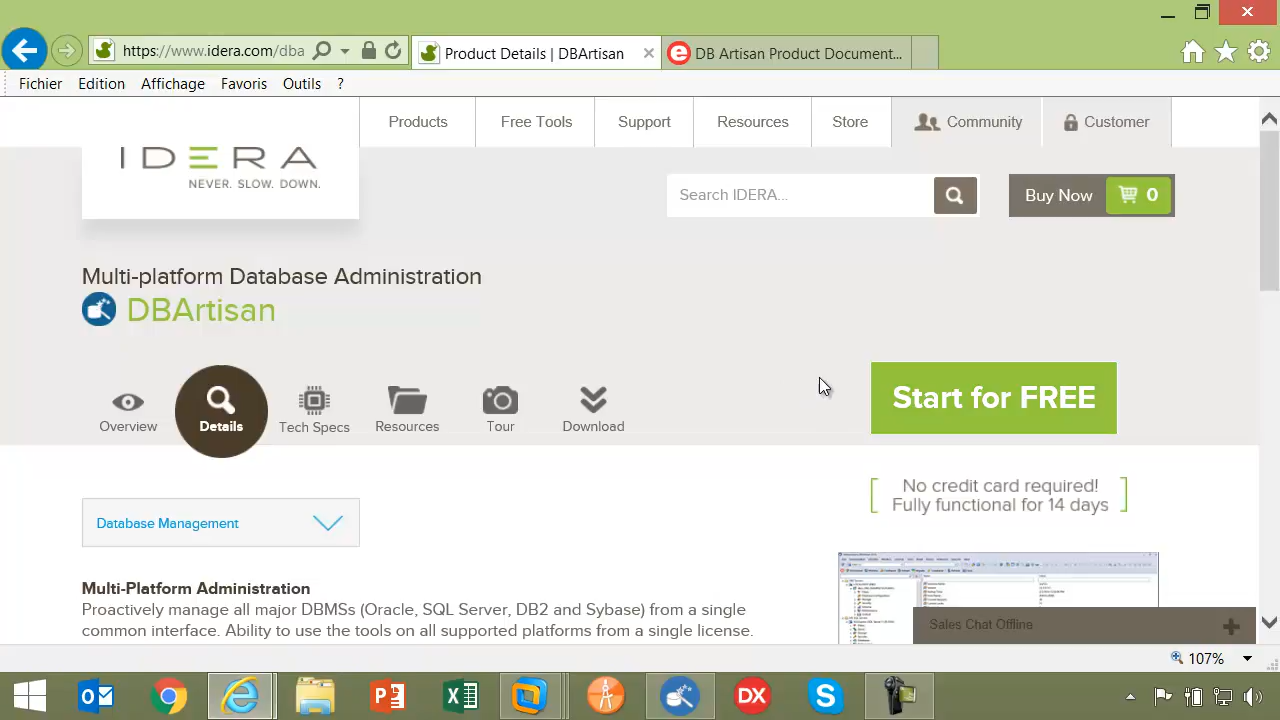 https://www.idera.com/dba
Product Details | DBArtisan
DB Artisan Product Document...
Fichier Edition Affichage Favoris Outils ?
Products Free Tools Support Resources Store Community Customer
IDERA
NEVER. SLOW. DOWN.
Search IDERA...
Buy Now 0
Multi-platform Database Administration
DBArtisan
Start for FREE
Overview Details Tech Specs Resources Tour Download
No credit card required!
Fully functional for 14 days
Database Management
Multi-Platform Administration
Proactively manage all major DBMSs (Oracle, SQL Server, DB2 and Sybase) from a single
common interface. Ability to use the tools on all supported platforms from a single license.
Sales Chat Offline
107%